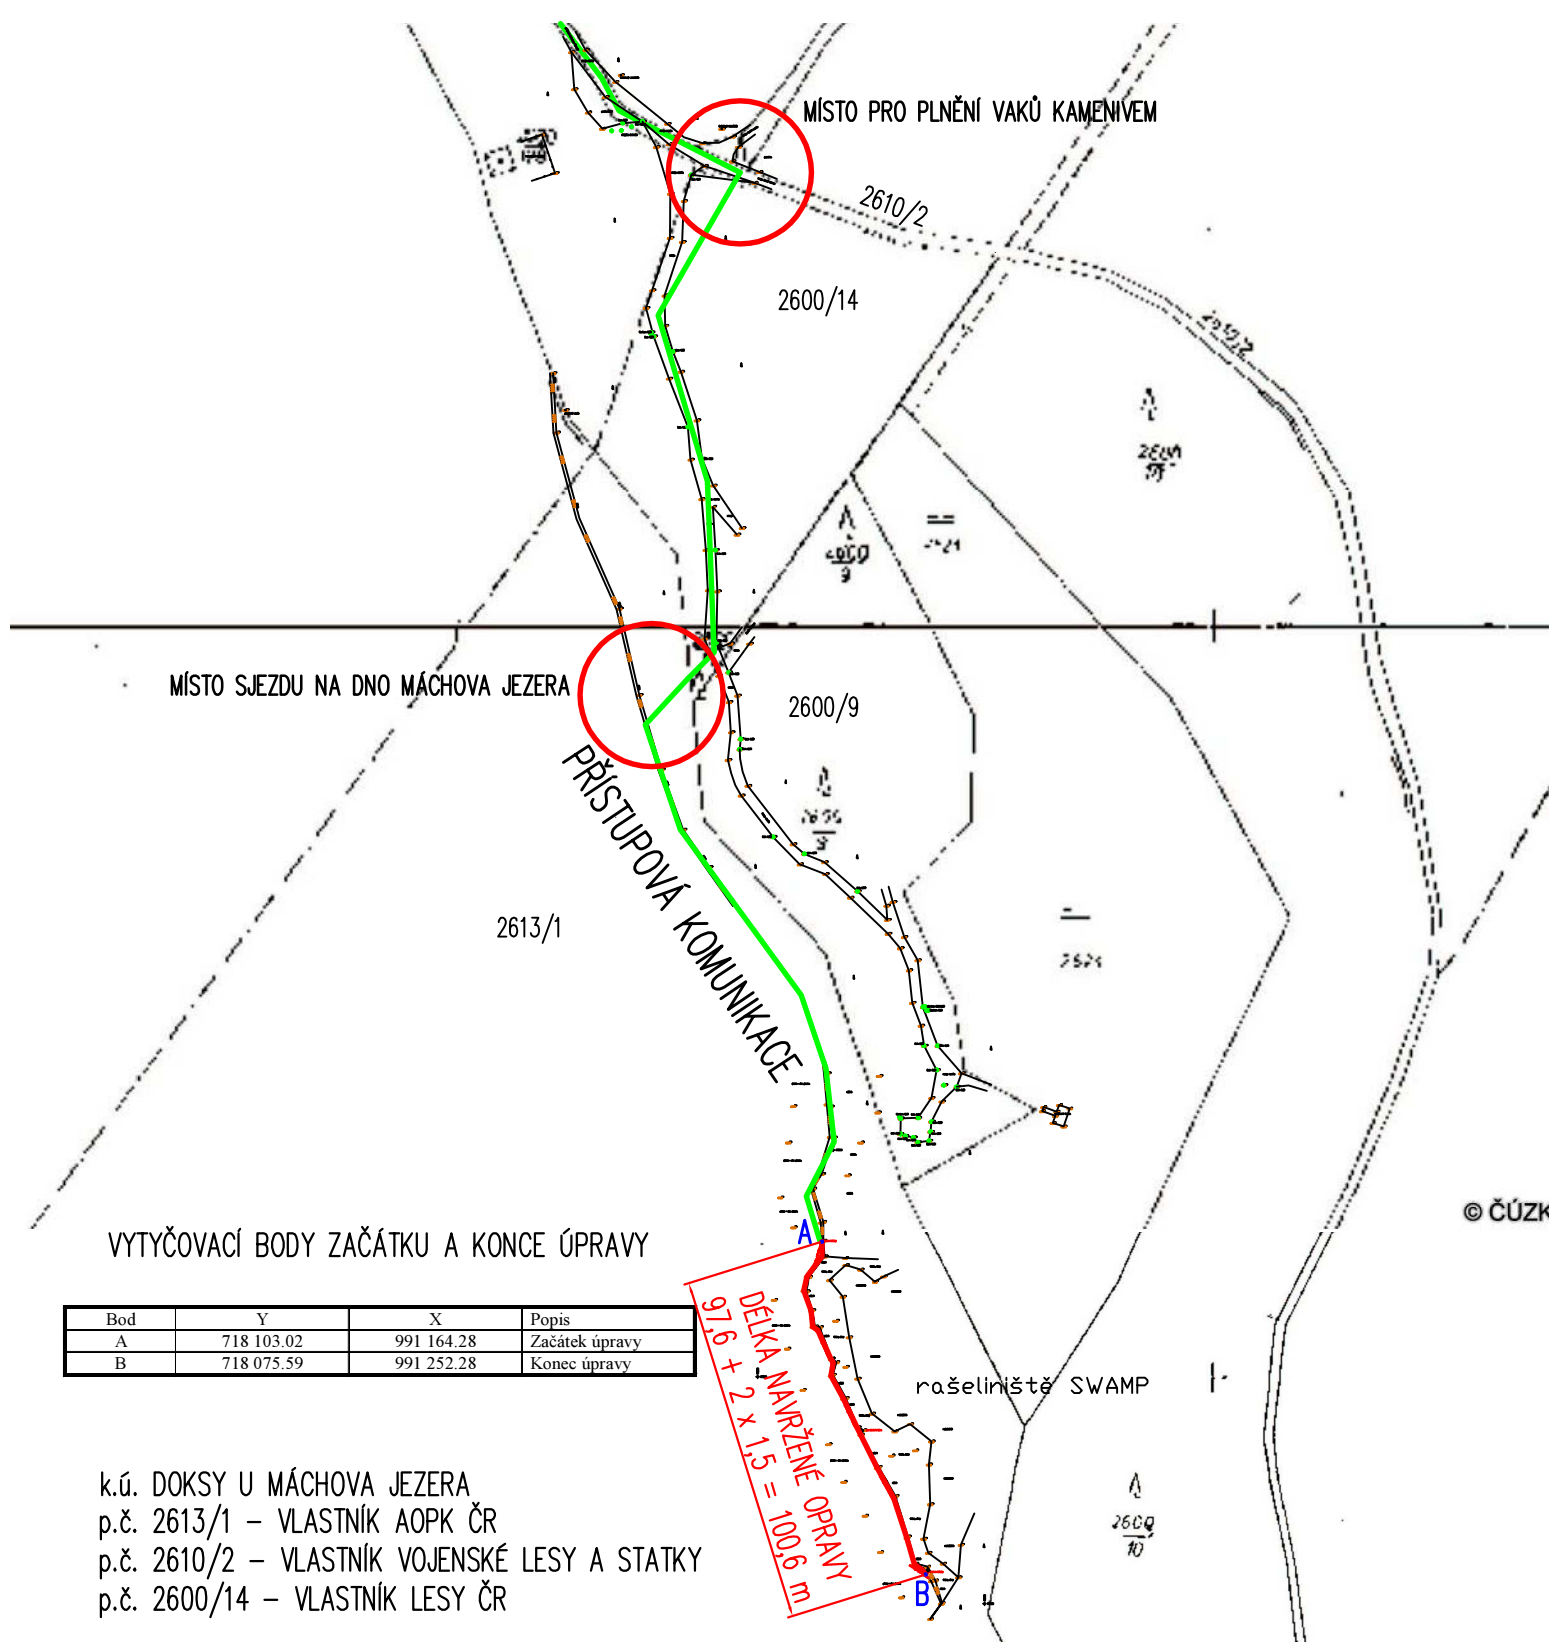 MÍSTO PRO PLNĚNÍ VAKŮ KAMENIVEM
2610/2
2600/14
MÍSTO SJEZDU NA DNO MÁCHOVA JEZERA
2600/9
PŘÍSTUPOVÁ KOMUNIKACE
2613/1
© ČÚZK
A
VYTYČOVACÍ BODY ZAČÁTKU A KONCE ÚPRAVY
Bod Y X Popis
A 718 103.02 991 164.28 Začátek úpravy
B 718 075.59 991 252.28 Konec úpravy
DÉLKA NAVRŽENÉ OPRAVY
97,6 + 2 x 1,5 = 100,6 m
rašeliniště SWAMP
B
k.ú. DOKSY U MÁCHOVA JEZERA
p.č. 2613/1 – VLASTNÍK AOPK ČR
p.č. 2610/2 – VLASTNÍK VOJENSKÉ LESY A STATKY
p.č. 2600/14 – VLASTNÍK LESY ČR